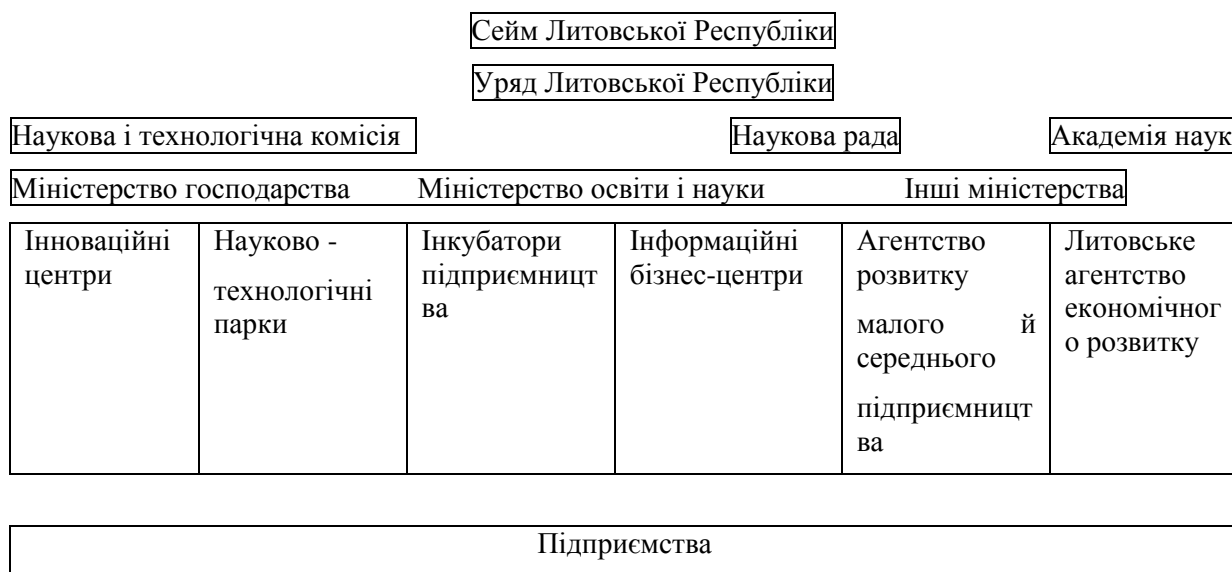 Сейм Литовської Республіки
Уряд Литовської Республіки
Наукова і технологічна комісія Наукова рада Академія наук
Міністерство господарства Міністерство освіти і науки Інші міністерства
Інноваційні
центри
Науково -
технологічні
парки
Інкубатори
підприємницт
ва
Інформаційні
бізнес-центри
Агентство
розвитку
малого й
середнього
підприємницт
ва
Литовське
агентство
економічног
о розвитку
Підприємства